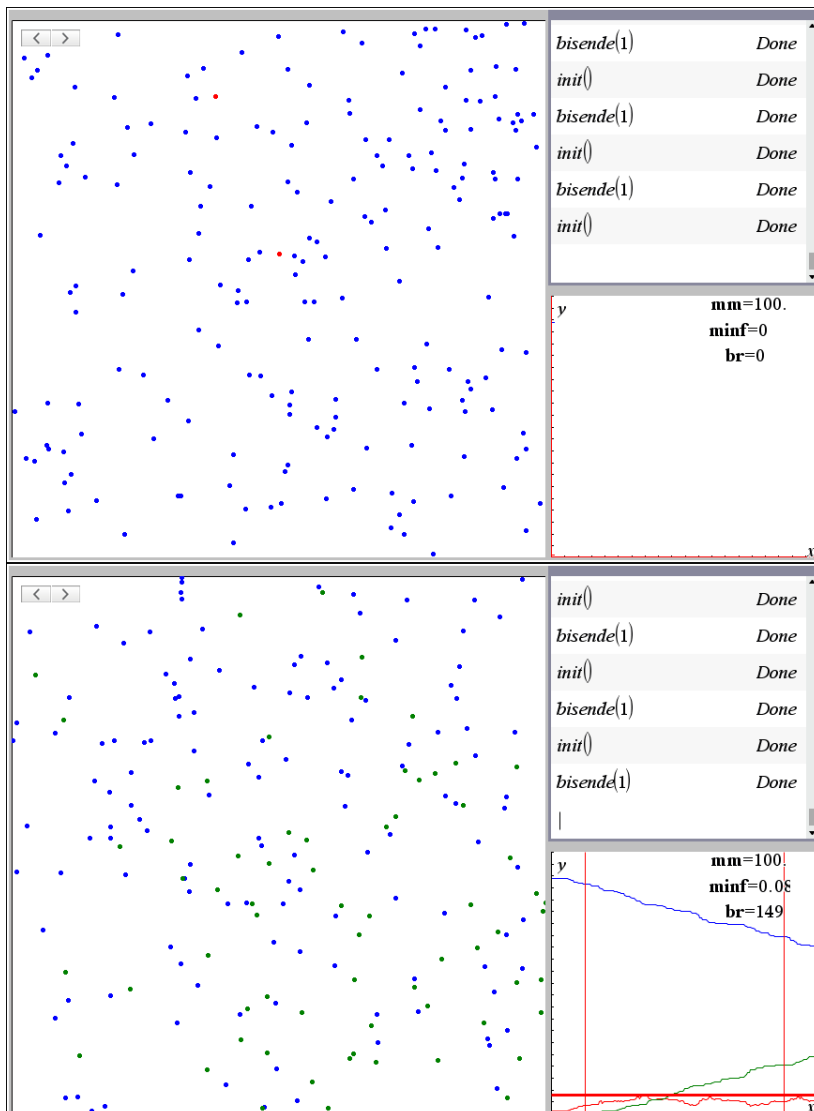 bisende(1) Done
init() Done
bisende(1) Done
init() Done
bisende(1) Done
init() Done
y
mm=100.
minf=0
br=0
x
init() Done
bisende(1) Done
init() Done
bisende(1) Done
init() Done
bisende(1) Done
y
mm=100.
minf=0.08
br=149